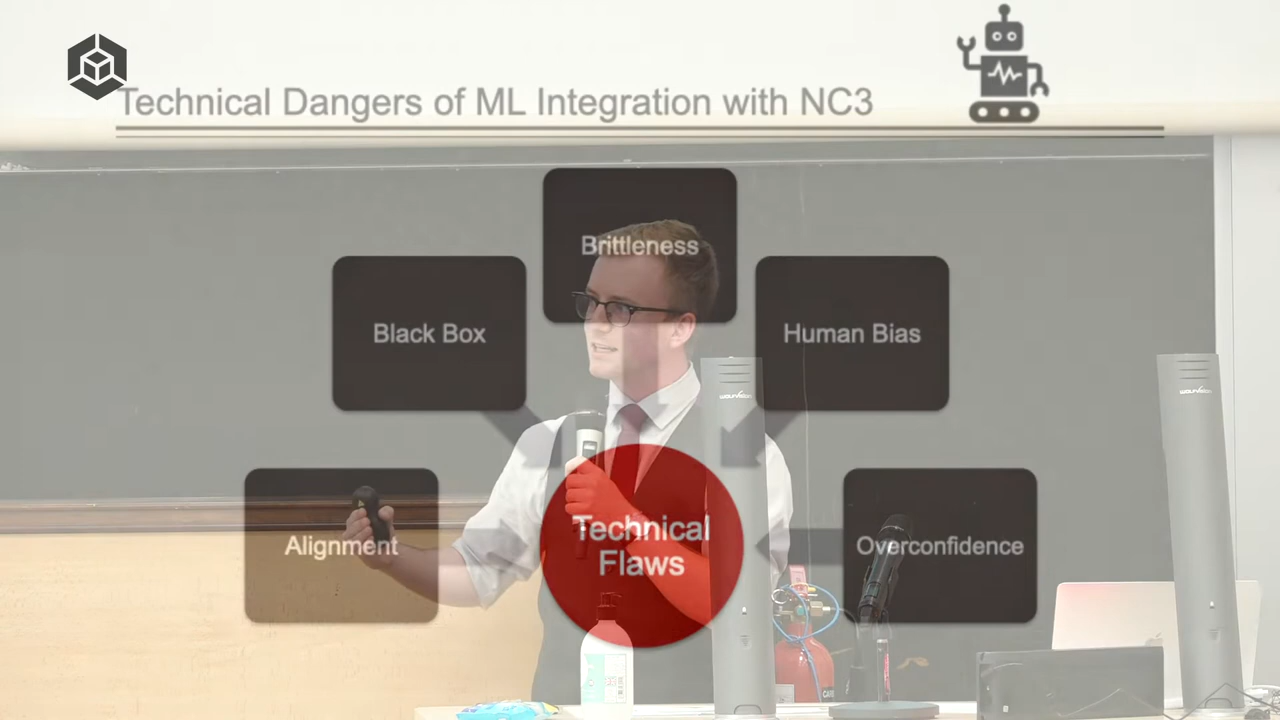 Technical Dangers of ML Integration with NC3
Brittleness
Black Box
Human Bias
Alignment
Technical
Flaws
Overconfidence